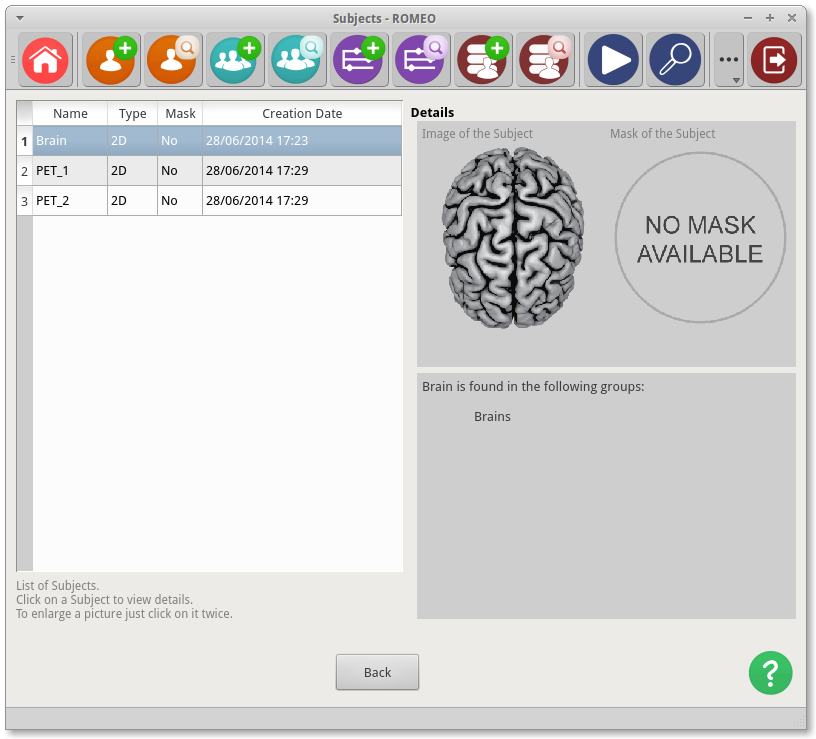 Subjects - ROMEO
Name Type Mask Creation Date
1 Brain 2D No 28/06/2014 17:23
2 PET_1 2D No 28/06/2014 17:29
3 PET_2 2D No 28/06/2014 17:29
List of Subjects.
Click on a Subject to view details.
To enlarge a picture just click on it twice.
Details
Image of the Subject
Mask of the Subject
NO MASK
AVAILABLE
Brain is found in the following groups:
Brains
Back
?